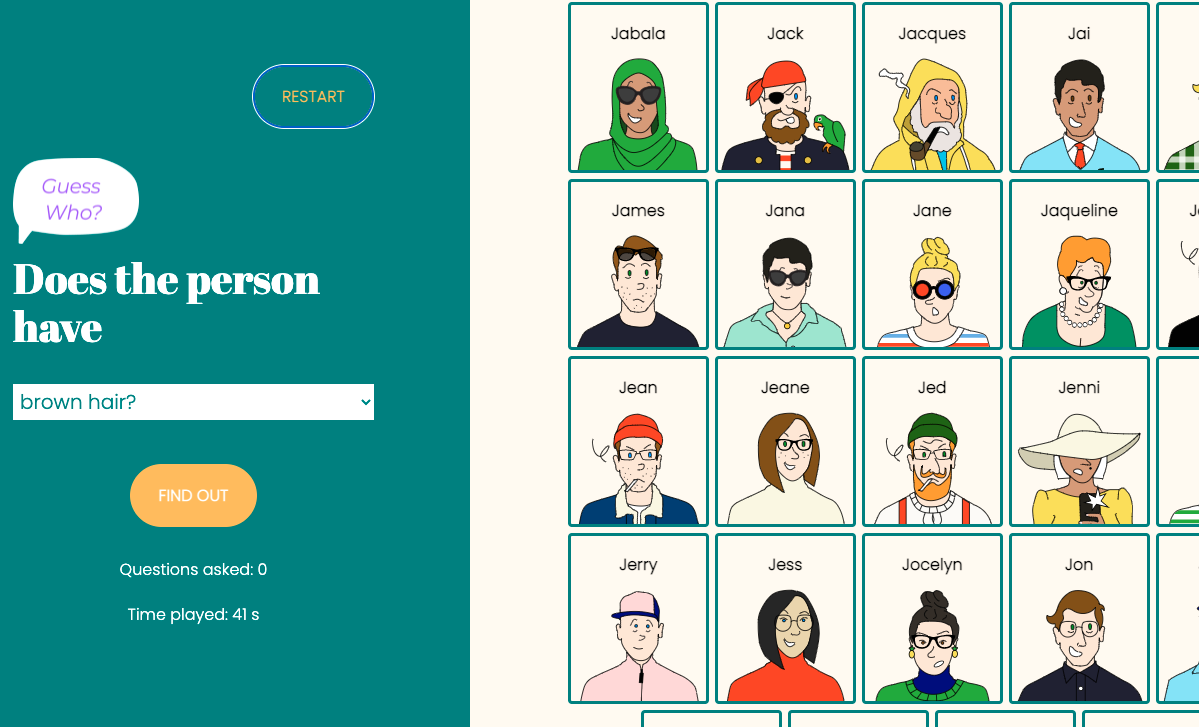 RESTART
Guess
Who?
Does the person
have
brown hair?
FIND OUT
Questions asked: 0
Time played: 41 s
Jabala
Jack
Jacques
Jai
James
Jana
Jane
Jaqueline
Jean
Jeane
Jed
Jenni
Jerry
Jess
Jocelyn
Jon